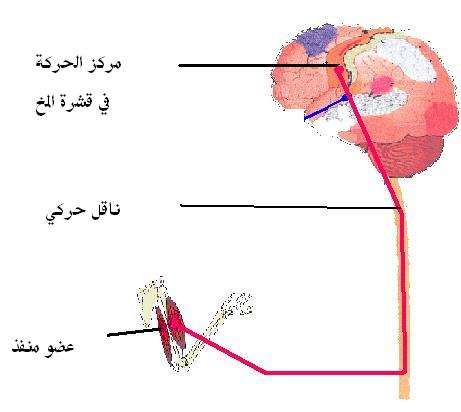 مركز الحركة
في قشرة المخ
ناقل حركي
عضو منفذ